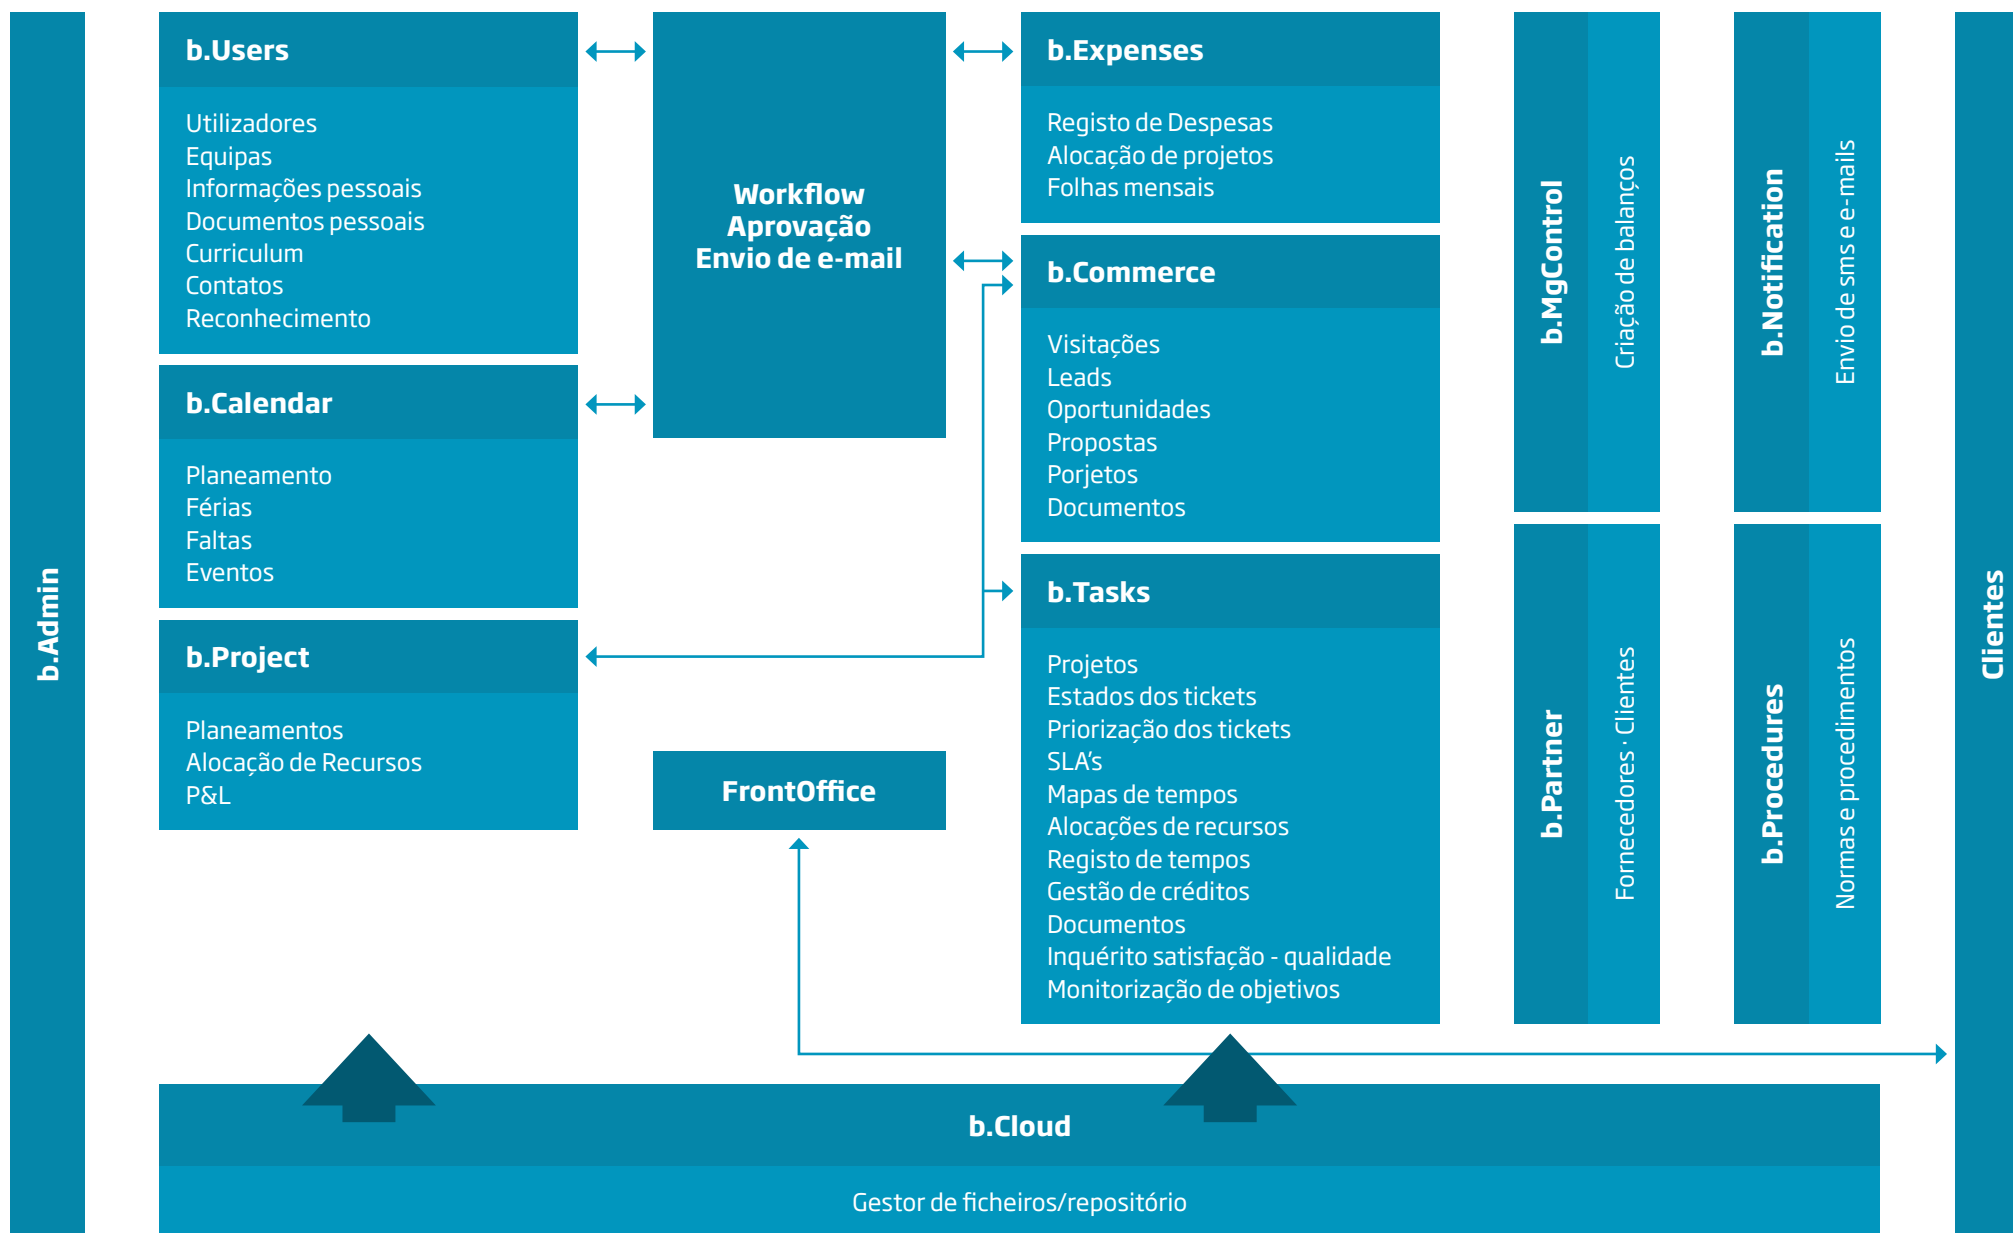 b.Admin
b.Users
Utilizadores
Equipas
Informações pessoais
Documentos pessoais
Curriculum
Contatos
Reconhecimento
b.Calendar
Planeamento
Férias
Faltas
Eventos
b.Project
Planeamentos
Alocação de Recursos
P&L
Workflow
Aprovação
Envio de e-mail
FrontOffice
b.Expenses
Registo de Despesas
Alocação de projetos
Folhas mensais
b.Commerce
Visitações
Leads
Oportunidades
Propostas
Porjetos
Documentos
b.Tasks
Projetos
Estados dos tickets
Priorização dos tickets
SLA's
Mapas de tempos
Alocações de recursos
Registo de tempos
Gestão de créditos
Documentos
Inquérito satisfação - qualidade
Monitorização de objetivos
b.MgControl
Criação de balanços
b.Notification
Envio de sms e e-mails
b.Partner
Fornecedores · Clientes
b.Procedures
Normas e procedimentos
Clientes
b.Cloud
Gestor de ficheiros/repositório